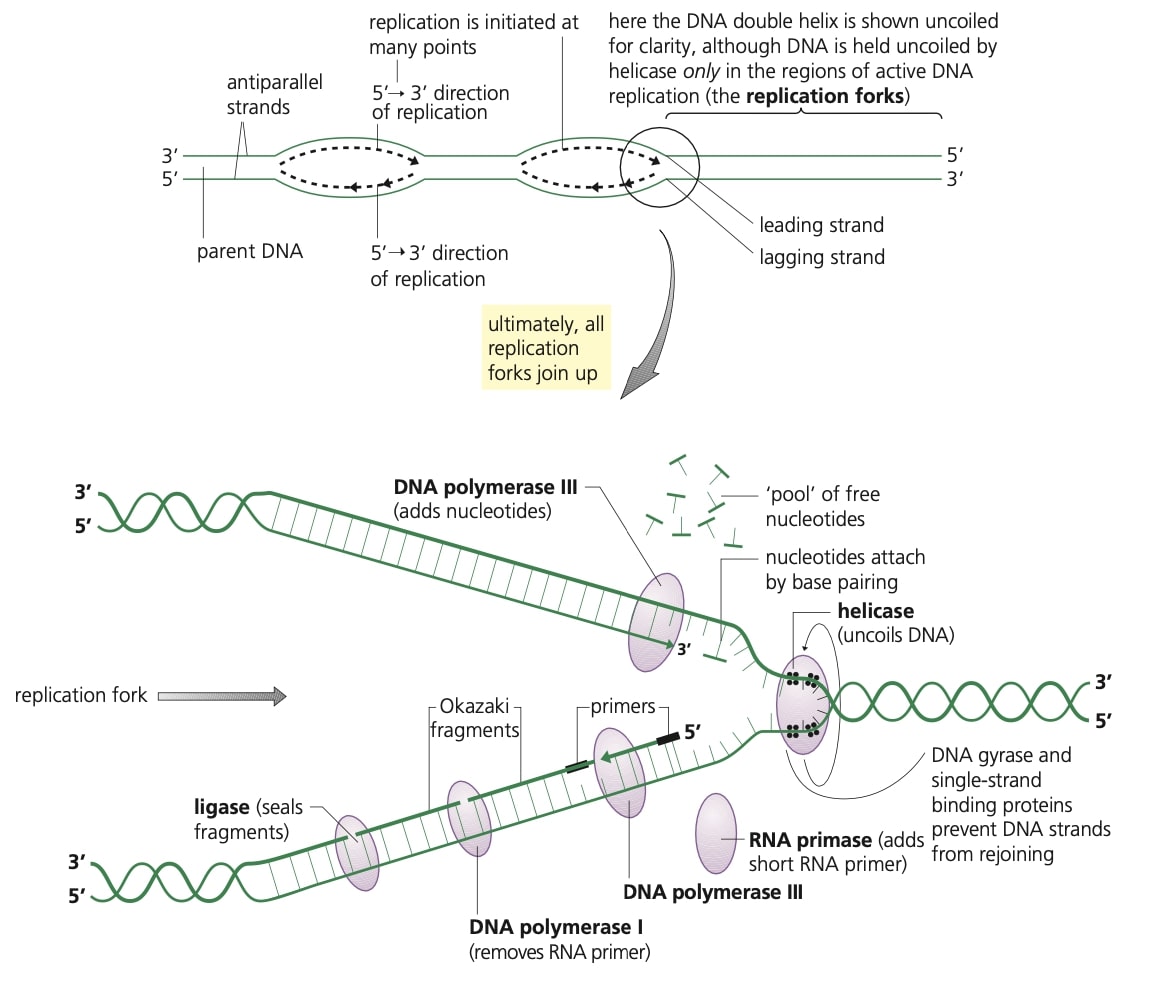 replication is initiated at
many points
here the DNA double helix is shown uncoiled
for clarity, although DNA is held uncoiled by
helicase only in the regions of active DNA
replication (the replication forks)
antiparallel
strands
5′→ 3′ direction
of replication
3′
5′
5′
3′
parent DNA
5′→3′ direction
of replication
leading strand
lagging strand
ultimately, all
replication
forks join up
3′
5′
DNA polymerase III
(adds nucleotides)
‘pool’ of free
nucleotides
nucleotides attach
by base pairing
helicase
(uncoils DNA)
3′
replication fork
3′
5′
Okazaki
fragments
primers
5′
ligase (seals
fragments)
DNA gyrase and
single-strand
binding proteins
prevent DNA strands
from rejoining
RNA primase (adds
short RNA primer)
3′
5′
DNA polymerase III
DNA polymerase I
(removes RNA primer)